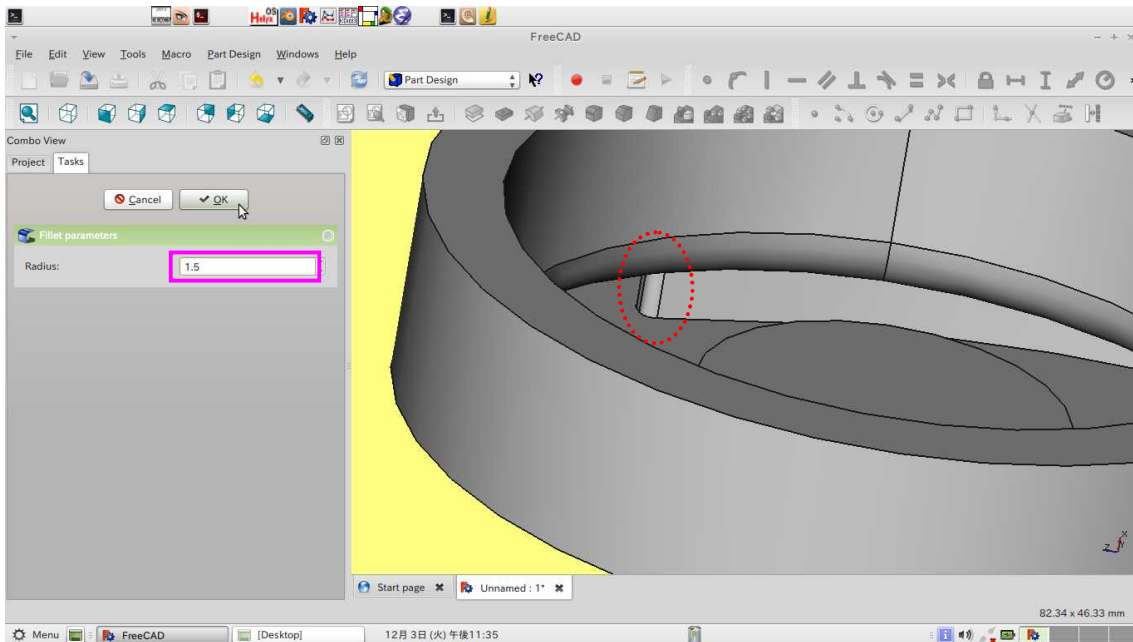 FreeCAD
File Edit View Tools Macro Part Design Windows Help
Part Design
Combo View
Project Tasks
Cancel OK
Fillet parameters
Radius: 1.5
Start page Unnamed : 1*
82.34 x 46.33 mm
Menu FreeCAD [Desktop] 12月 3日 (火) 午後11:35